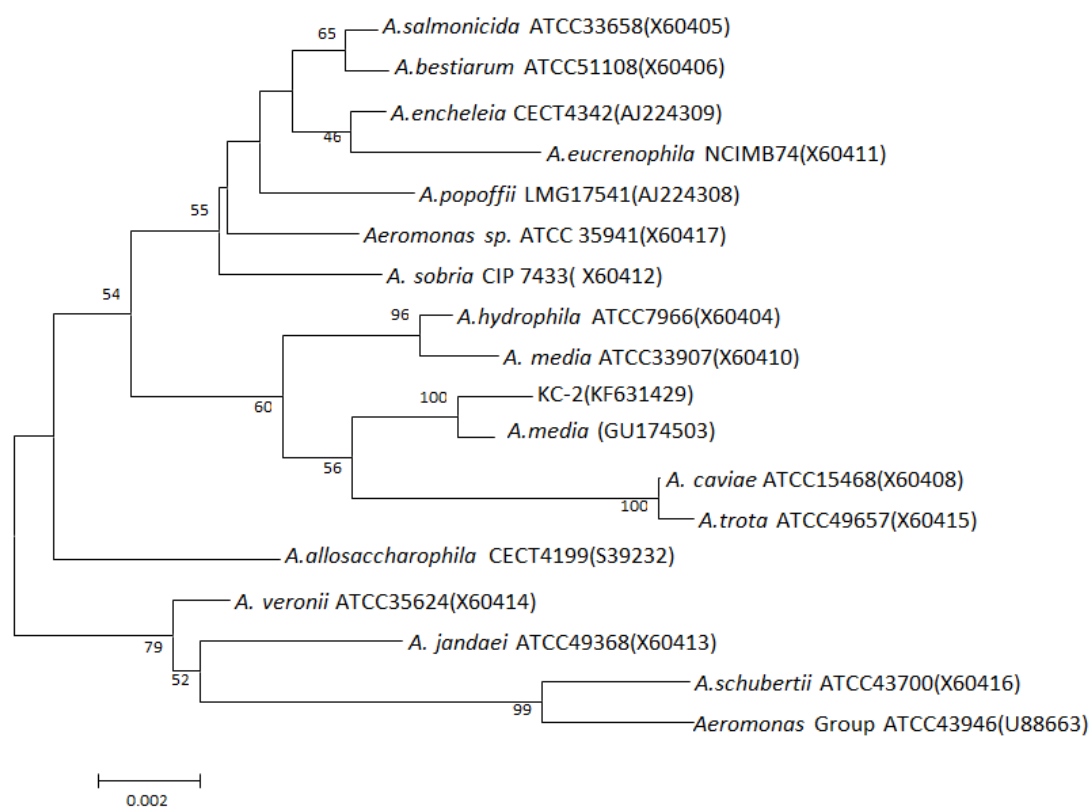 65
A.salmonicida ATCC33658(X60405)
A.bestiarum ATCC51108(X60406)
A.encheleia CECT4342(AJ224309)
46
A.eucrenophila NCIMB74(X60411)
A.popoffii LMG17541(AJ224308)
55
Aeromonas sp. ATCC 35941(X60417)
A. sobria CIP 7433( X60412)
54
96
A.hydrophila ATCC7966(X60404)
A. media ATCC33907(X60410)
100
KC-2(KF631429)
60
A.media (GU174503)
56
A. caviae ATCC15468(X60408)
100
A.trota ATCC49657(X60415)
A.allosaccharophila CECT4199(S39232)
A. veronii ATCC35624(X60414)
79
A. jandaei ATCC49368(X60413)
52
A.schubertii ATCC43700(X60416)
99
Aeromonas Group ATCC43946(U88663)
0.002